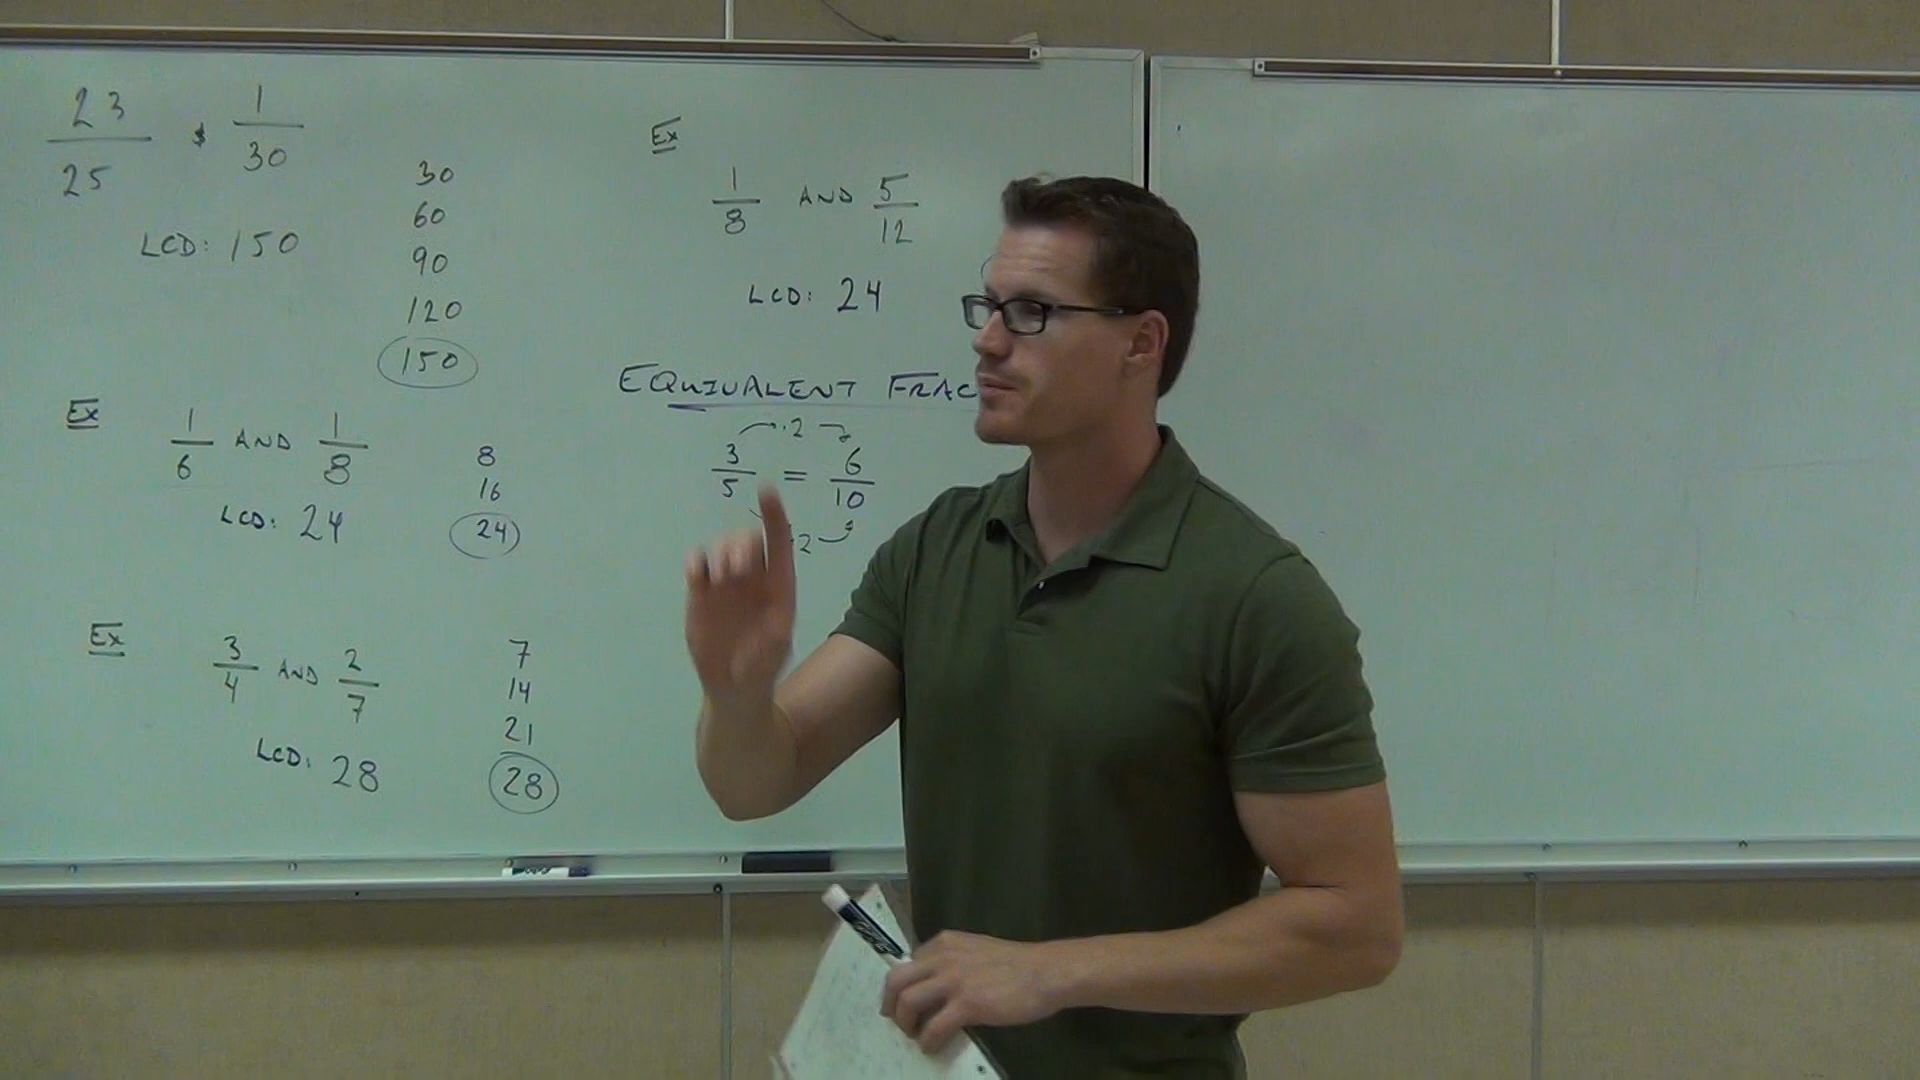 23/25 & 1/30
LCD: 150
30
60
90
120
150
Ex
1/6 AND 1/8
LCD: 24
8
16
24
Ex
3/4 AND 2/7
LCD: 28
7
14
21
28
Ex
1/8 AND 5/12
LCD: 24
EQUIVALENT FRAC
·2
3/5 = 6/10
·2